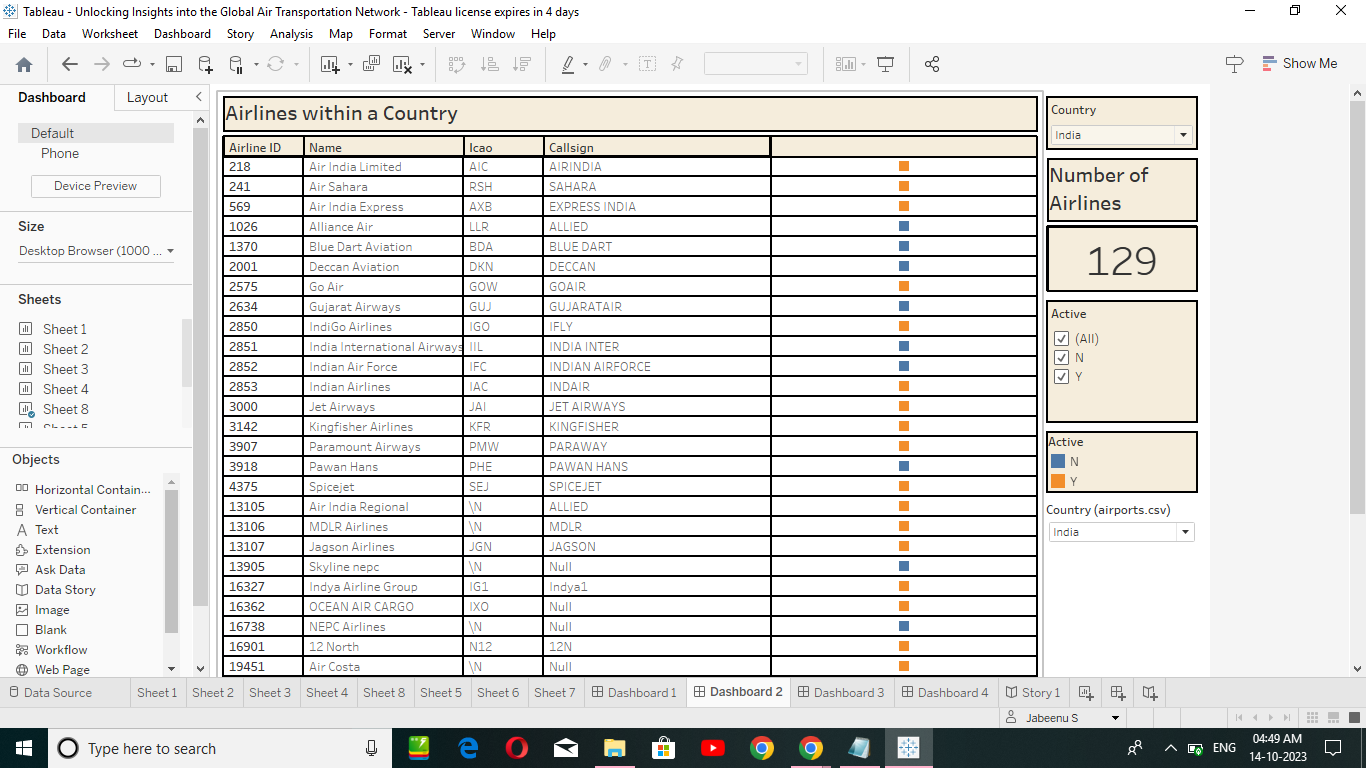 Tableau - Unlocking Insights into the Global Air Transportation Network - Tableau license expires in 4 days
File Data Worksheet Dashboard Story Analysis Map Format Server Window Help
Show Me
Dashboard Layout
Default
Phone
Device Preview
Size
Desktop Browser (1000 ...
Sheets
Sheet 1
Sheet 2
Sheet 3
Sheet 4
Sheet 8
Objects
Horizontal Contain...
Vertical Container
Text
Extension
Ask Data
Data Story
Image
Blank
Workflow
Web Page
Airlines within a Country
Airline ID Name Icao Callsign
218 Air India Limited AIC AIRINDIA
241 Air Sahara RSH SAHARA
569 Air India Express AXB EXPRESS INDIA
1026 Alliance Air LLR ALLIED
1370 Blue Dart Aviation BDA BLUE DART
2001 Deccan Aviation DKN DECCAN
2575 Go Air GOW GOAIR
2634 Gujarat Airways GUJ GUJARATAIR
2850 IndiGo Airlines IGO IFLY
2851 India International Airways IIL INDIA INTER
2852 Indian Air Force IFC INDIAN AIRFORCE
2853 Indian Airlines IAC INDAIR
3000 Jet Airways JAI JET AIRWAYS
3142 Kingfisher Airlines KFR KINGFISHER
3907 Paramount Airways PMW PARAWAY
3918 Pawan Hans PHE PAWAN HANS
4375 Spicejet SEJ SPICEJET
13105 Air India Regional \N ALLIED
13106 MDLR Airlines \N MDLR
13107 Jagson Airlines JGN JAGSON
13905 Skyline nepc \N Null
16327 Indya Airline Group IG1 Indya1
16362 OCEAN AIR CARGO IXO Null
16738 NEPC Airlines \N Null
16901 12 North N12 12N
19451 Air Costa \N Null
Country
India
Number of
Airlines
129
Active
(All)
N
Y
Active
N
Y
Country (airports.csv)
India
Data Source Sheet 1 Sheet 2 Sheet 3 Sheet 4 Sheet 8 Sheet 5 Sheet 6 Sheet 7 Dashboard 1 Dashboard 2 Dashboard 3 Dashboard 4 Story 1
Jabeenu S
Type here to search
ENG
04:49 AM
14-10-2023